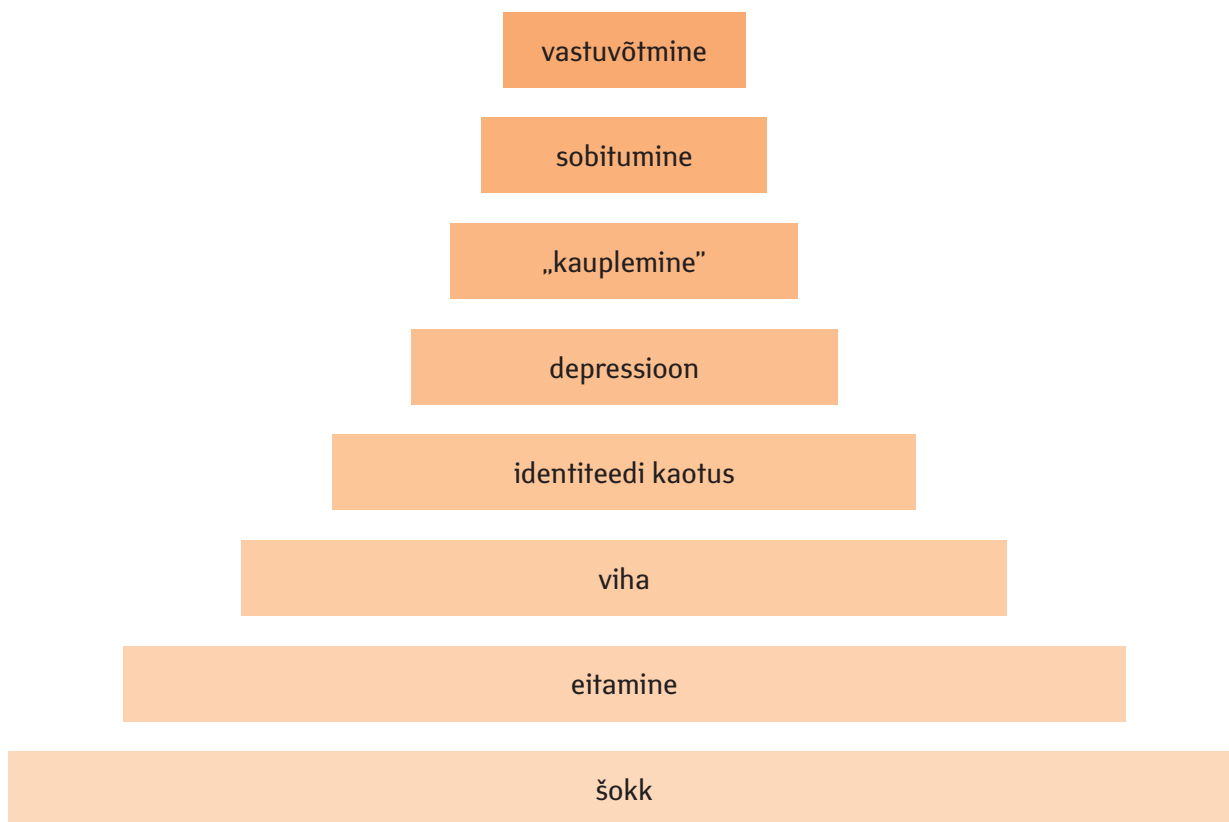 vastuvõtmine
sobitumine
„kauplemine”
depressioon
identiteedi kaotus
viha
eitamine
šokk